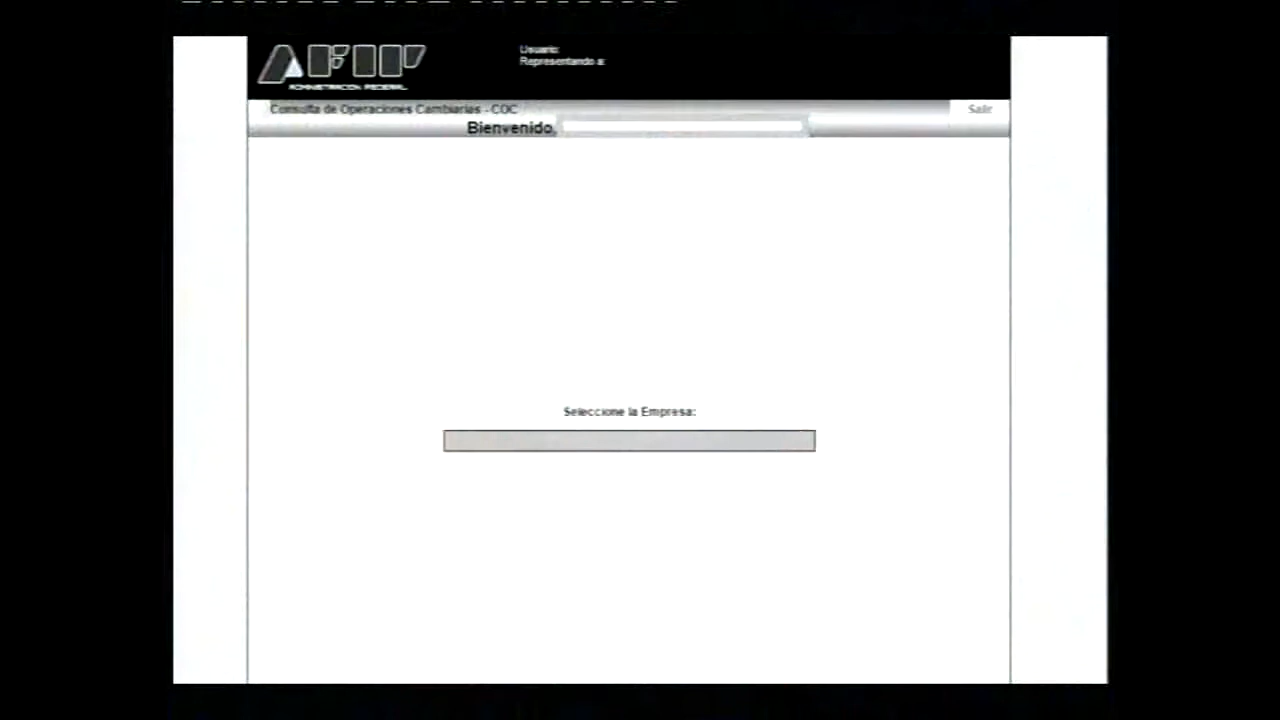 AFIP
Usuario:
Representando a:
Consulta de Operaciones Cambiarias - COC
Salir
Bienvenido,
Seleccione la Empresa: